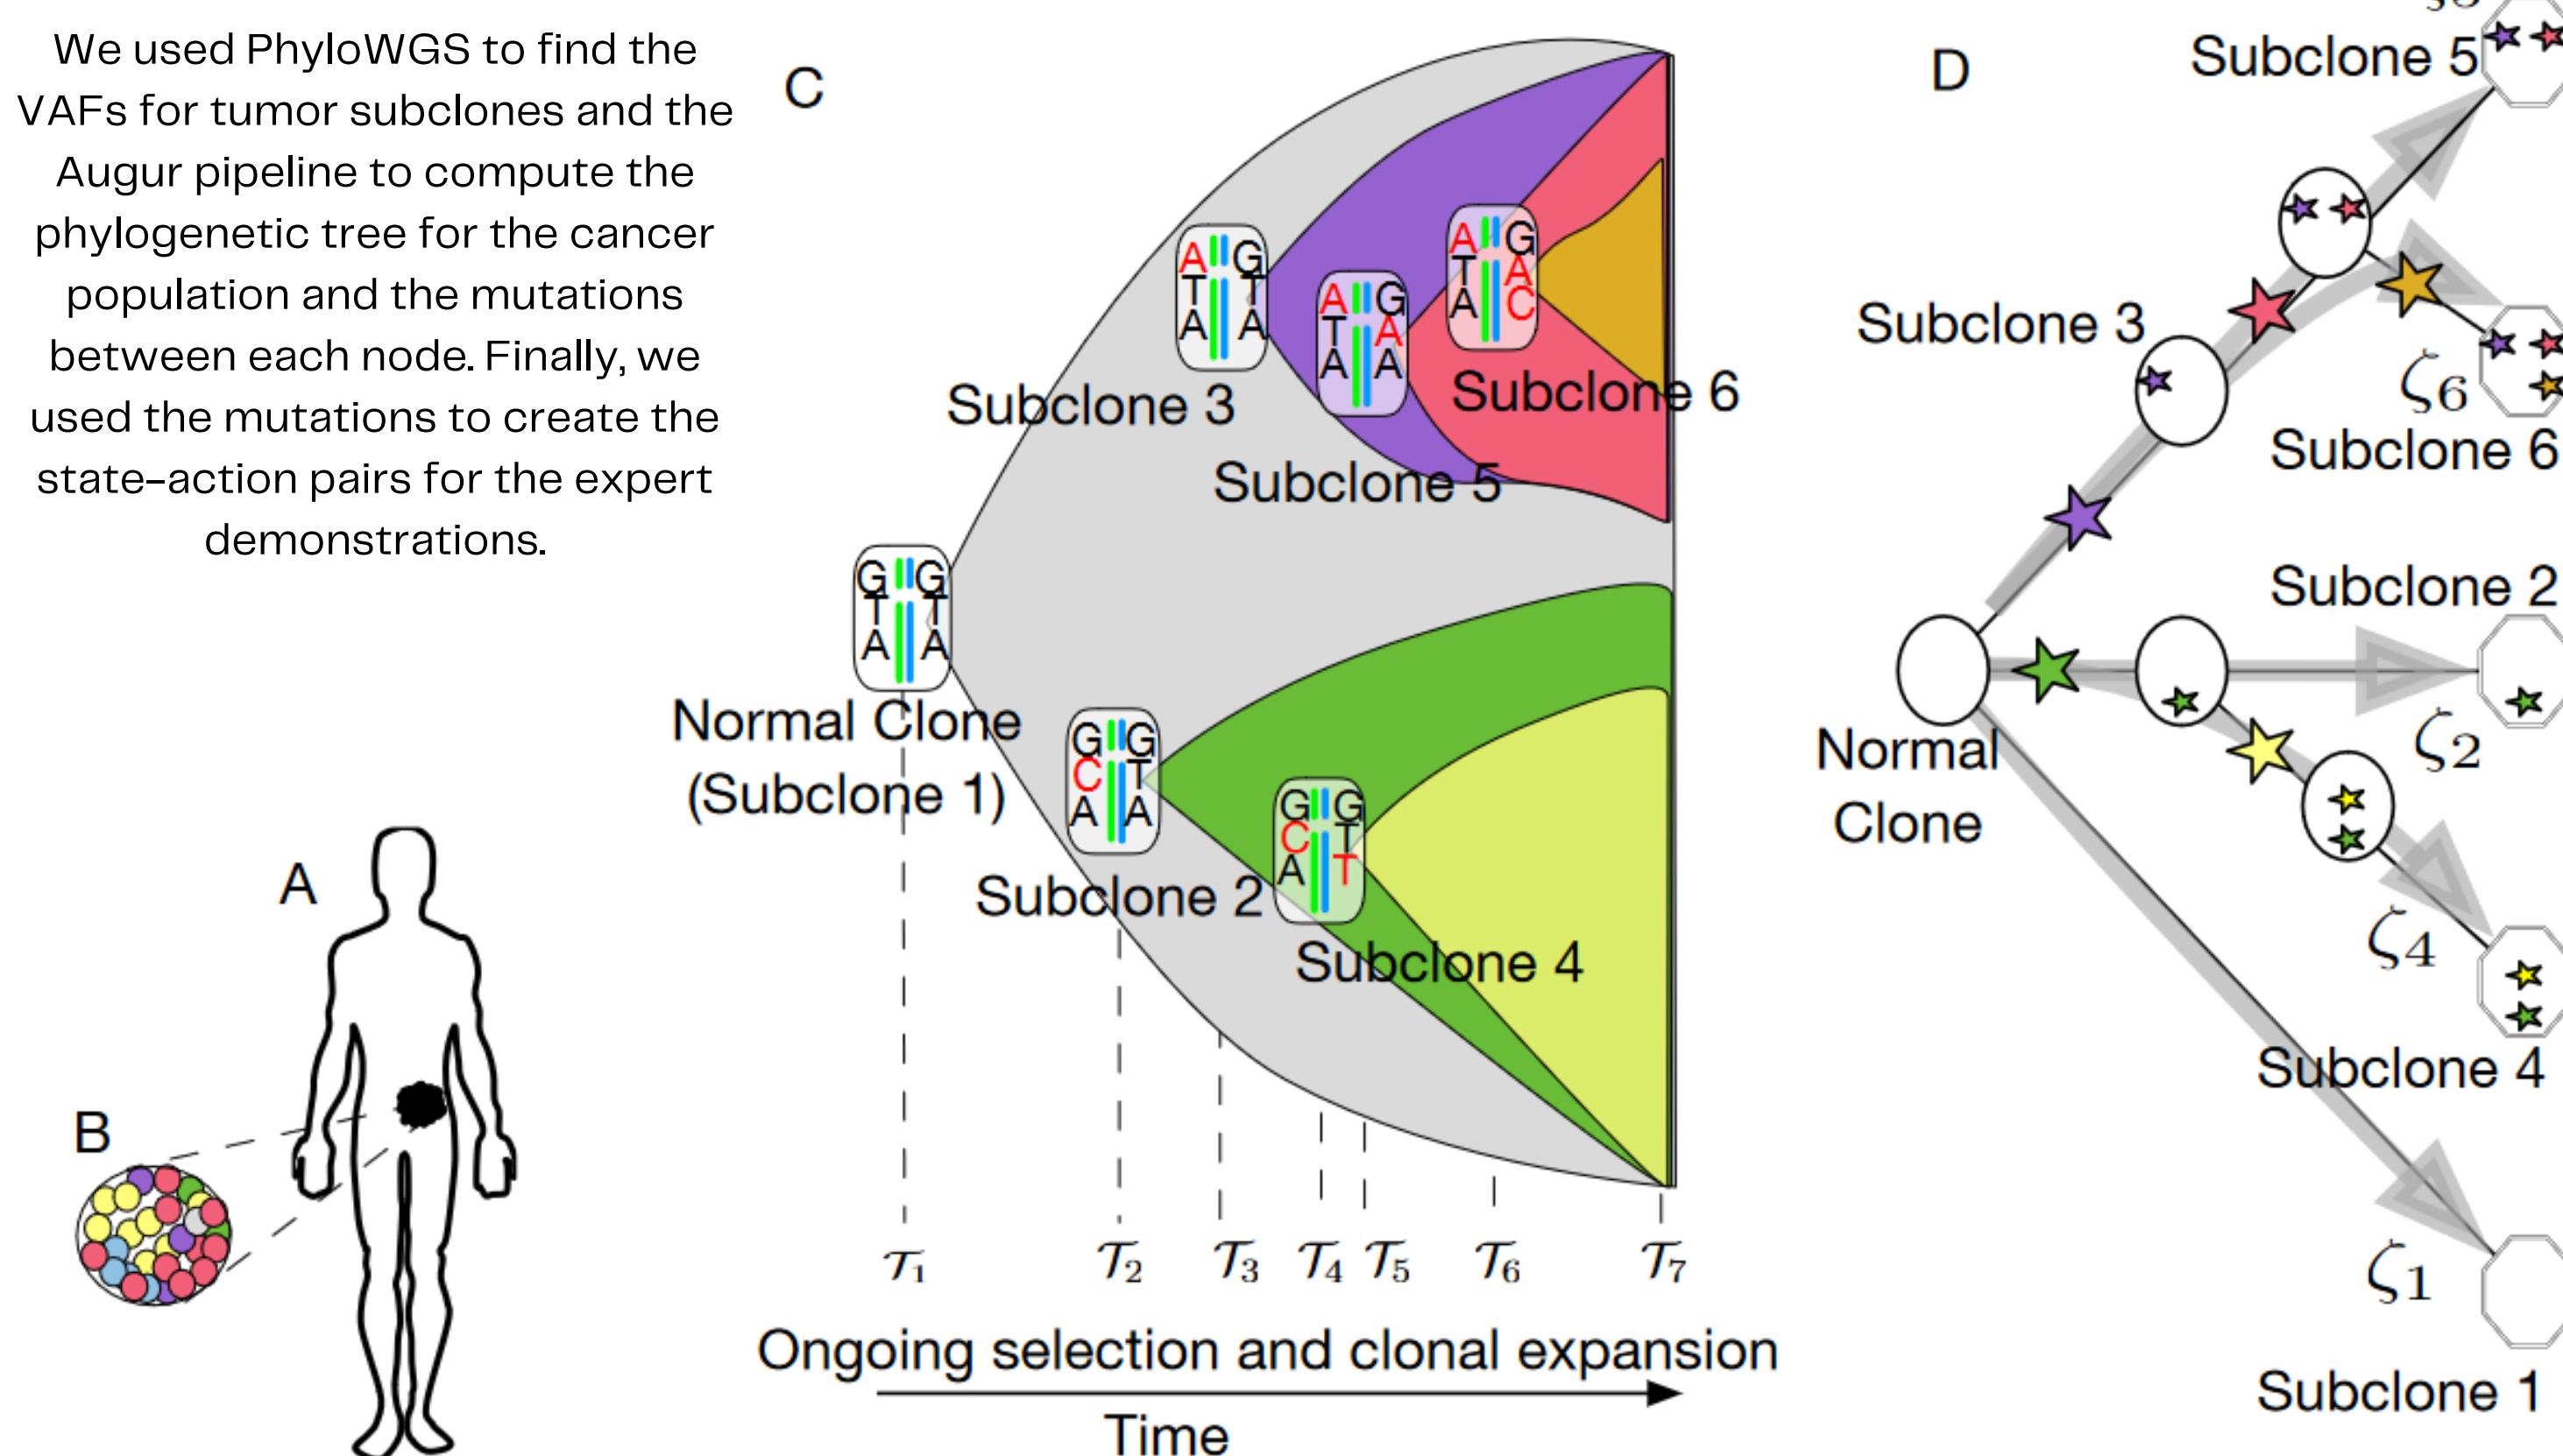 We used PhyloWGS to find the
VAFs for tumor subclones and the
Augur pipeline to compute the
phylogenetic tree for the cancer
population and the mutations
between each node. Finally, we
used the mutations to create the
state-action pairs for the expert
demonstrations.
A
B
C
G G
T T
A A
Normal Clone
(Subclone 1)
A G
T T
A A
Subclone 3
A G
T A
A A
Subclone 5
A G
T A
A C
Subclone 6
G G
C T
A A
Subclone 2
G G
C T
A T
Subclone 4
𝒯₁ 𝒯₂ 𝒯₃ 𝒯₄ 𝒯₅ 𝒯₆ 𝒯₇
Ongoing selection and clonal expansion
Time
D
Subclone 5
Subclone 3
ζ₆
Subclone 6
Subclone 2
ζ₂
Normal
Clone
ζ₄
Subclone 4
ζ₁
Subclone 1